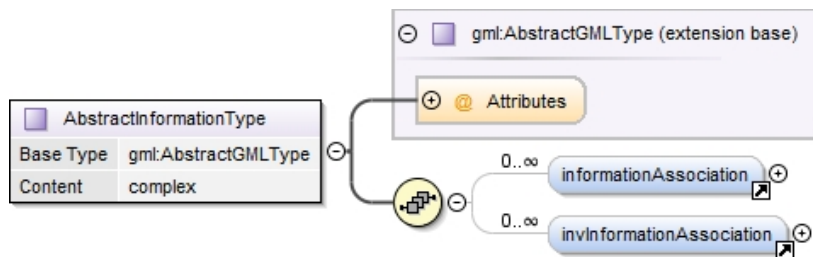 gml:AbstractGMLType (extension base)
@ Attributes
AbstractInformationType
Base Type gml:AbstractGMLType
Content complex
0..∞
informationAssociation
0..∞
invInformationAssociation